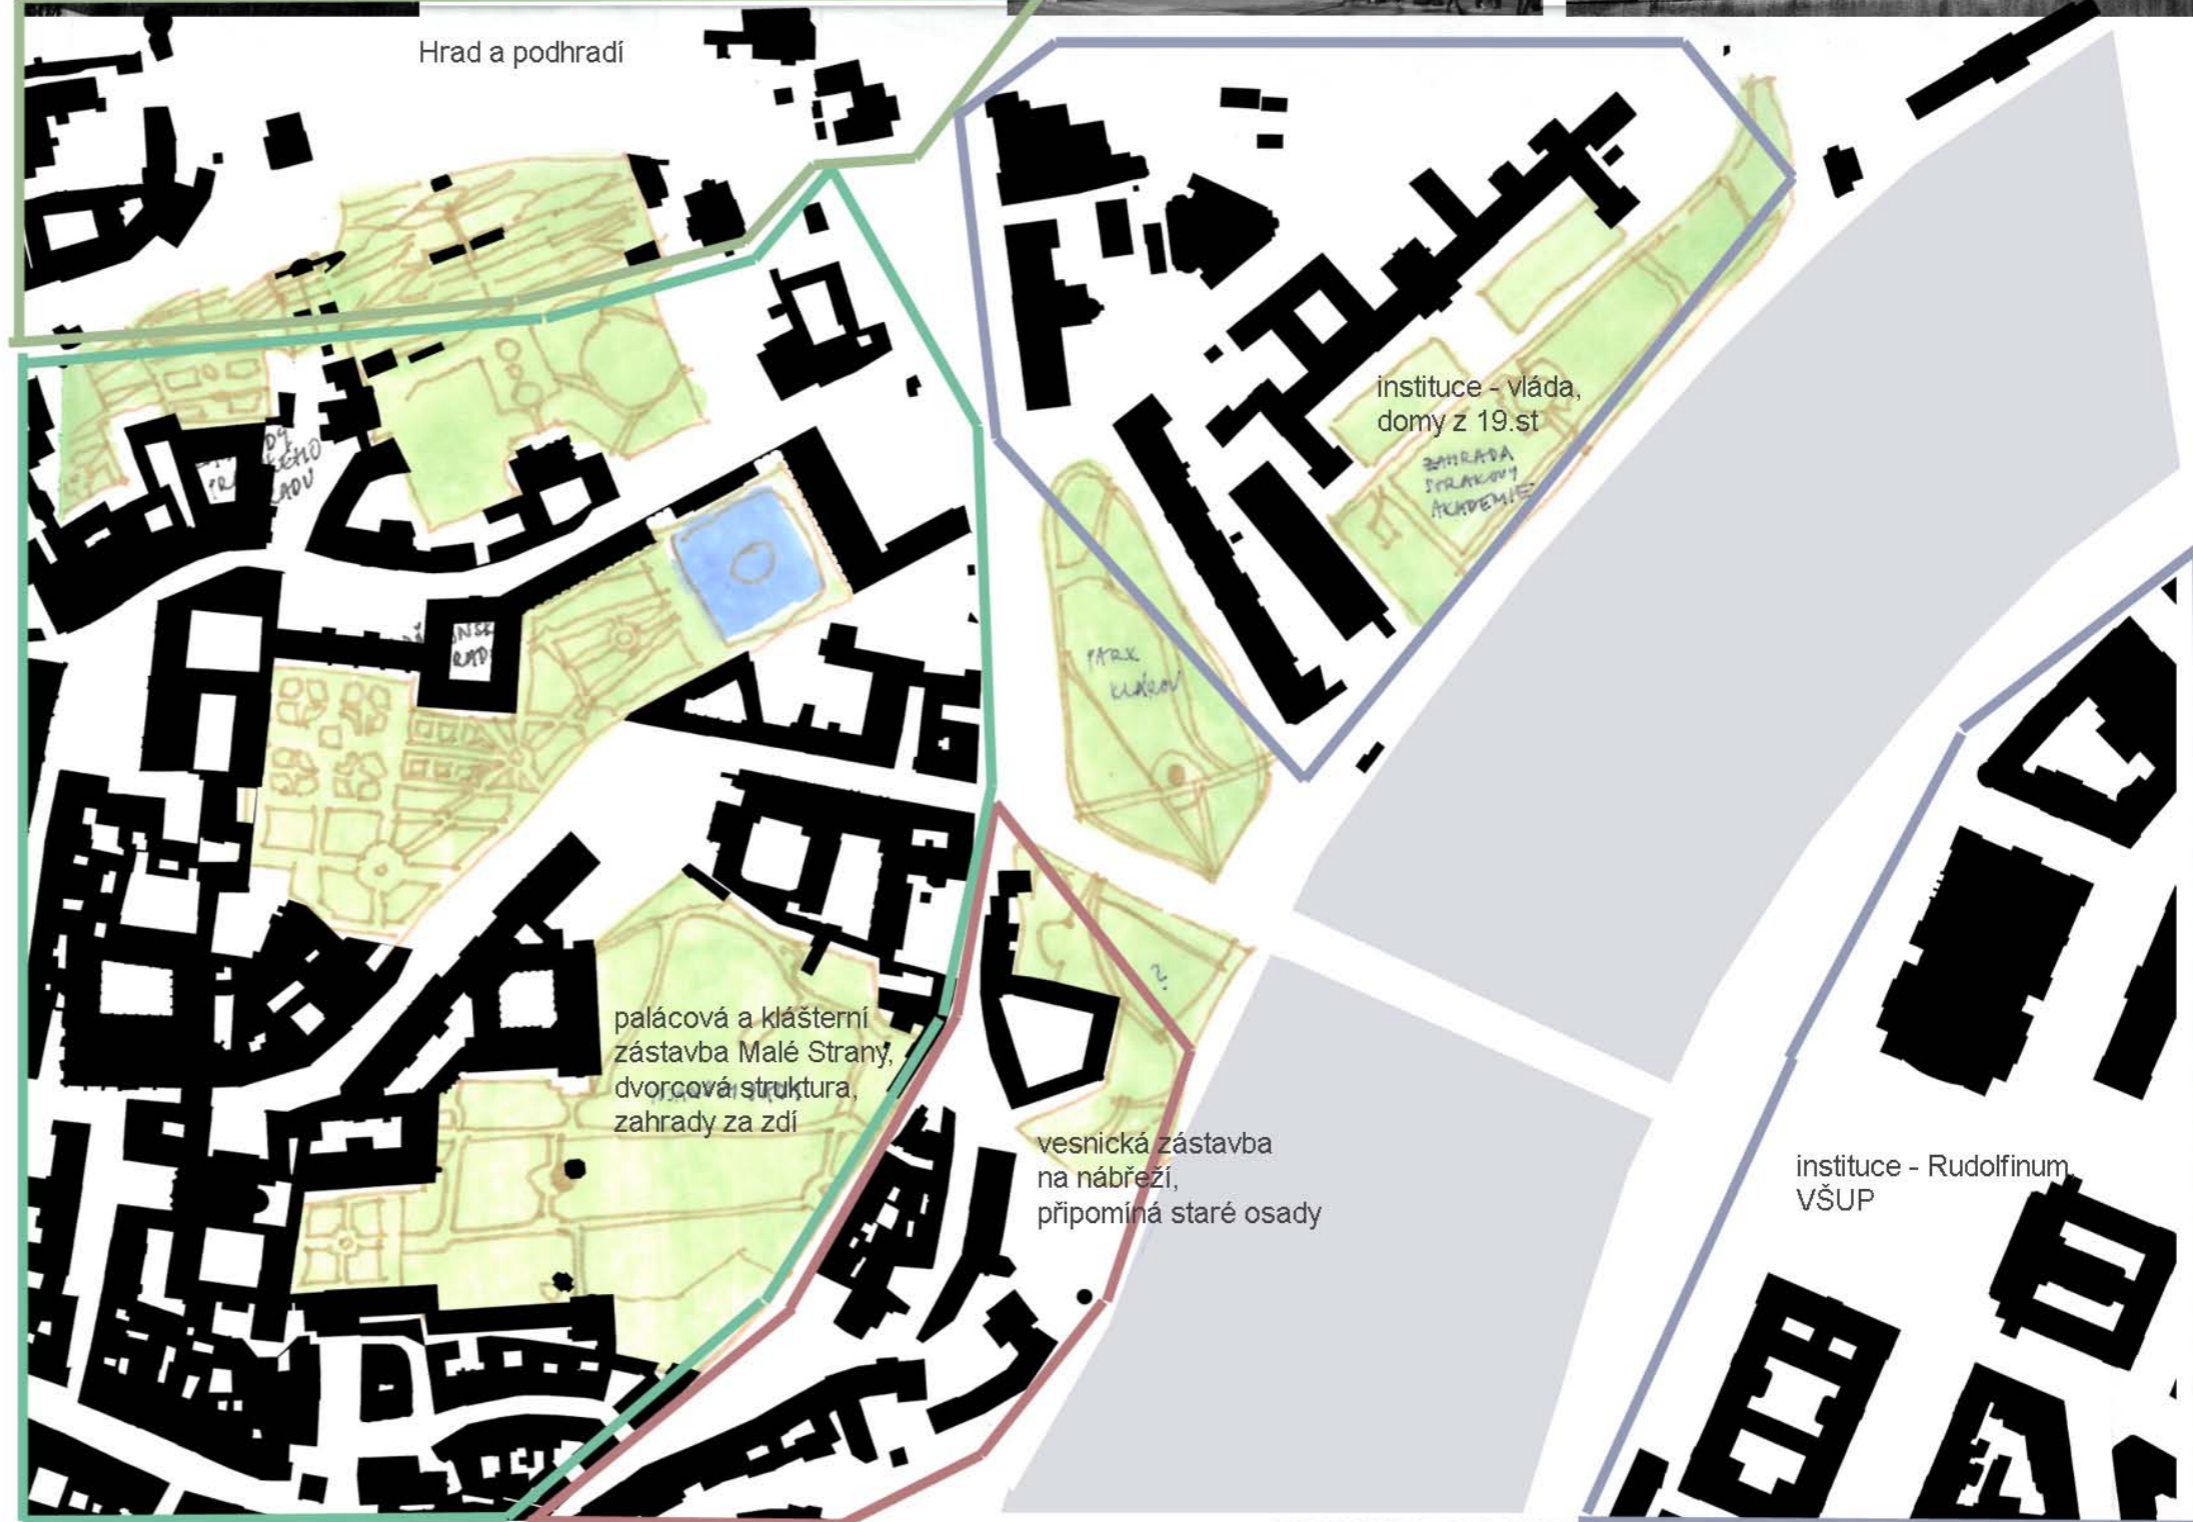 Hrad a podhradí
instituce - vláda,
domy z 19.st
ZAHRADA
STRAKOVY
AKADEMIE
PARK
KLÁROV
palácová a klášterní
zástavba Malé Strany,
dvorcová struktura,
zahrady za zdí
?
vesnická zástavba
na nábřeží,
připomíná staré osady
instituce - Rudolfinum,
VŠUP